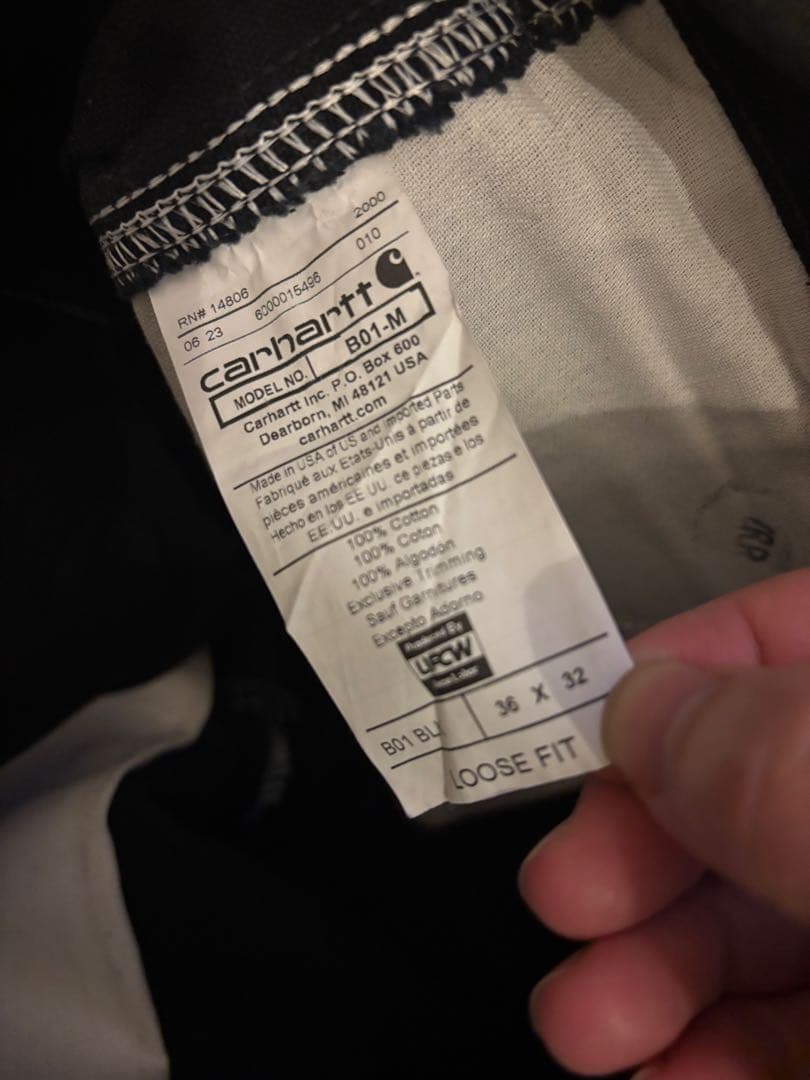 RN# 14806 2000
06 23 6000015496 010
carhartt
MODEL NO. B01-M
Carhartt Inc. P.O. Box 600
Dearborn, MI 48121 USA
carhartt.com
Made in USA of US and Imported Parts
Fabriqué aux Etats-Unis à partir de
pièces américaines et importées
Hecho en los EE UU. ce piezas e los
EE.UU. e importadas
100% Cotton
100% Coton
100% Algodon
Exclusive Trimming
Sauf Garnitures
Excepto Adorno
Produced By
UFCW
B01 BL 36 X 32
LOOSE FIT